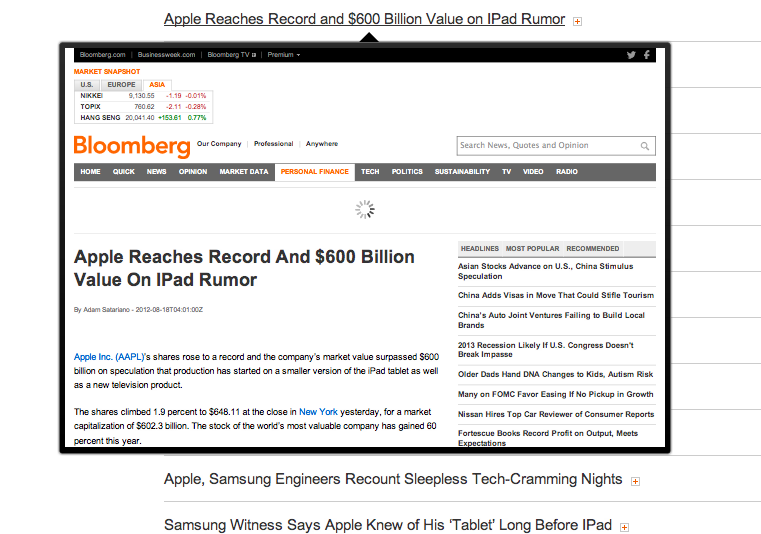 Apple Reaches Record and $600 Billion Value on IPad Rumor
Bloomberg.com | Businessweek.com | Bloomberg TV | Premium
MARKET SNAPSHOT
U.S. EUROPE ASIA
NIKKEI 9,130.55 -1.19 -0.01%
TOPIX 760.62 -2.11 -0.28%
HANG SENG 20,041.40 +153.61 0.77%
Bloomberg Our Company | Professional | Anywhere
Search News, Quotes and Opinion
HOME QUICK NEWS OPINION MARKET DATA PERSONAL FINANCE TECH POLITICS SUSTAINABILITY TV VIDEO RADIO
Apple Reaches Record And $600 Billion
Value On IPad Rumor
By Adam Satariano - 2012-08-18T04:01:00Z
Apple Inc. (AAPL)'s shares rose to a record and the company's market value surpassed $600
billion on speculation that production has started on a smaller version of the iPad tablet as well
as a new television product.
The shares climbed 1.9 percent to $648.11 at the close in New York yesterday, for a market
capitalization of $602.3 billion. The stock of the world's most valuable company has gained 60
percent this year.
HEADLINES MOST POPULAR RECOMMENDED
Asian Stocks Advance on U.S., China Stimulus
Speculation
China Adds Visas in Move That Could Stifle Tourism
China's Auto Joint Ventures Failing to Build Local
Brands
2013 Recession Likely If U.S. Congress Doesn't
Break Impasse
Older Dads Hand DNA Changes to Kids, Autism Risk
Many on FOMC Favor Easing If No Pickup in Growth
Nissan Hires Top Car Reviewer of Consumer Reports
Fortescue Books Record Profit on Output, Meets
Expectations
Apple, Samsung Engineers Recount Sleepless Tech-Cramming Nights
Samsung Witness Says Apple Knew of His 'Tablet' Long Before IPad